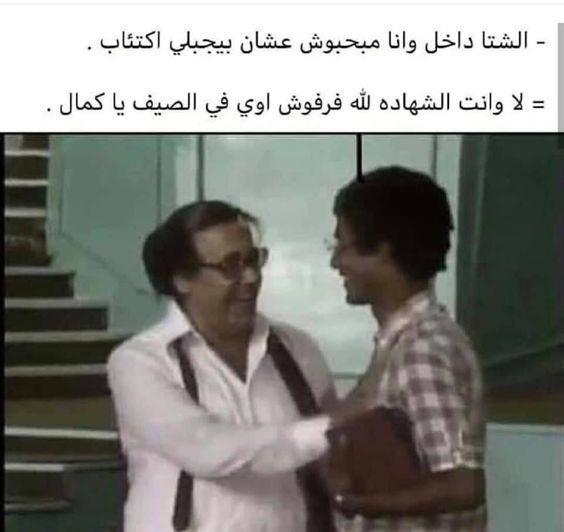 - الشتا داخل وانا مبحبوش عشان بيجبلي اكتئاب .
= لا وانت الشهاده لله فرفوش اوي في الصيف يا كمال .